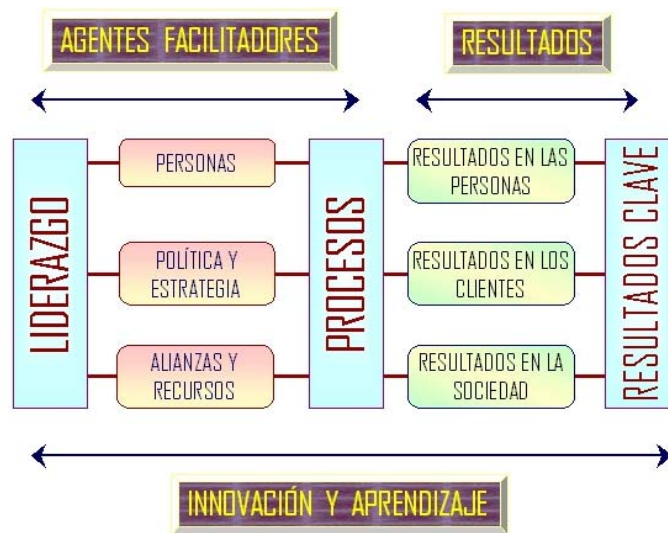 AGENTES FACILITADORES
RESULTADOS
LIDERAZGO
PERSONAS
POLÍTICA Y
ESTRATEGIA
ALIANZAS Y
RECURSOS
PROCESOS
RESULTADOS EN LAS
PERSONAS
RESULTADOS EN LOS
CLIENTES
RESULTADOS EN LA
SOCIEDAD
RESULTADOS CLAVE
INNOVACIÓN Y APRENDIZAJE